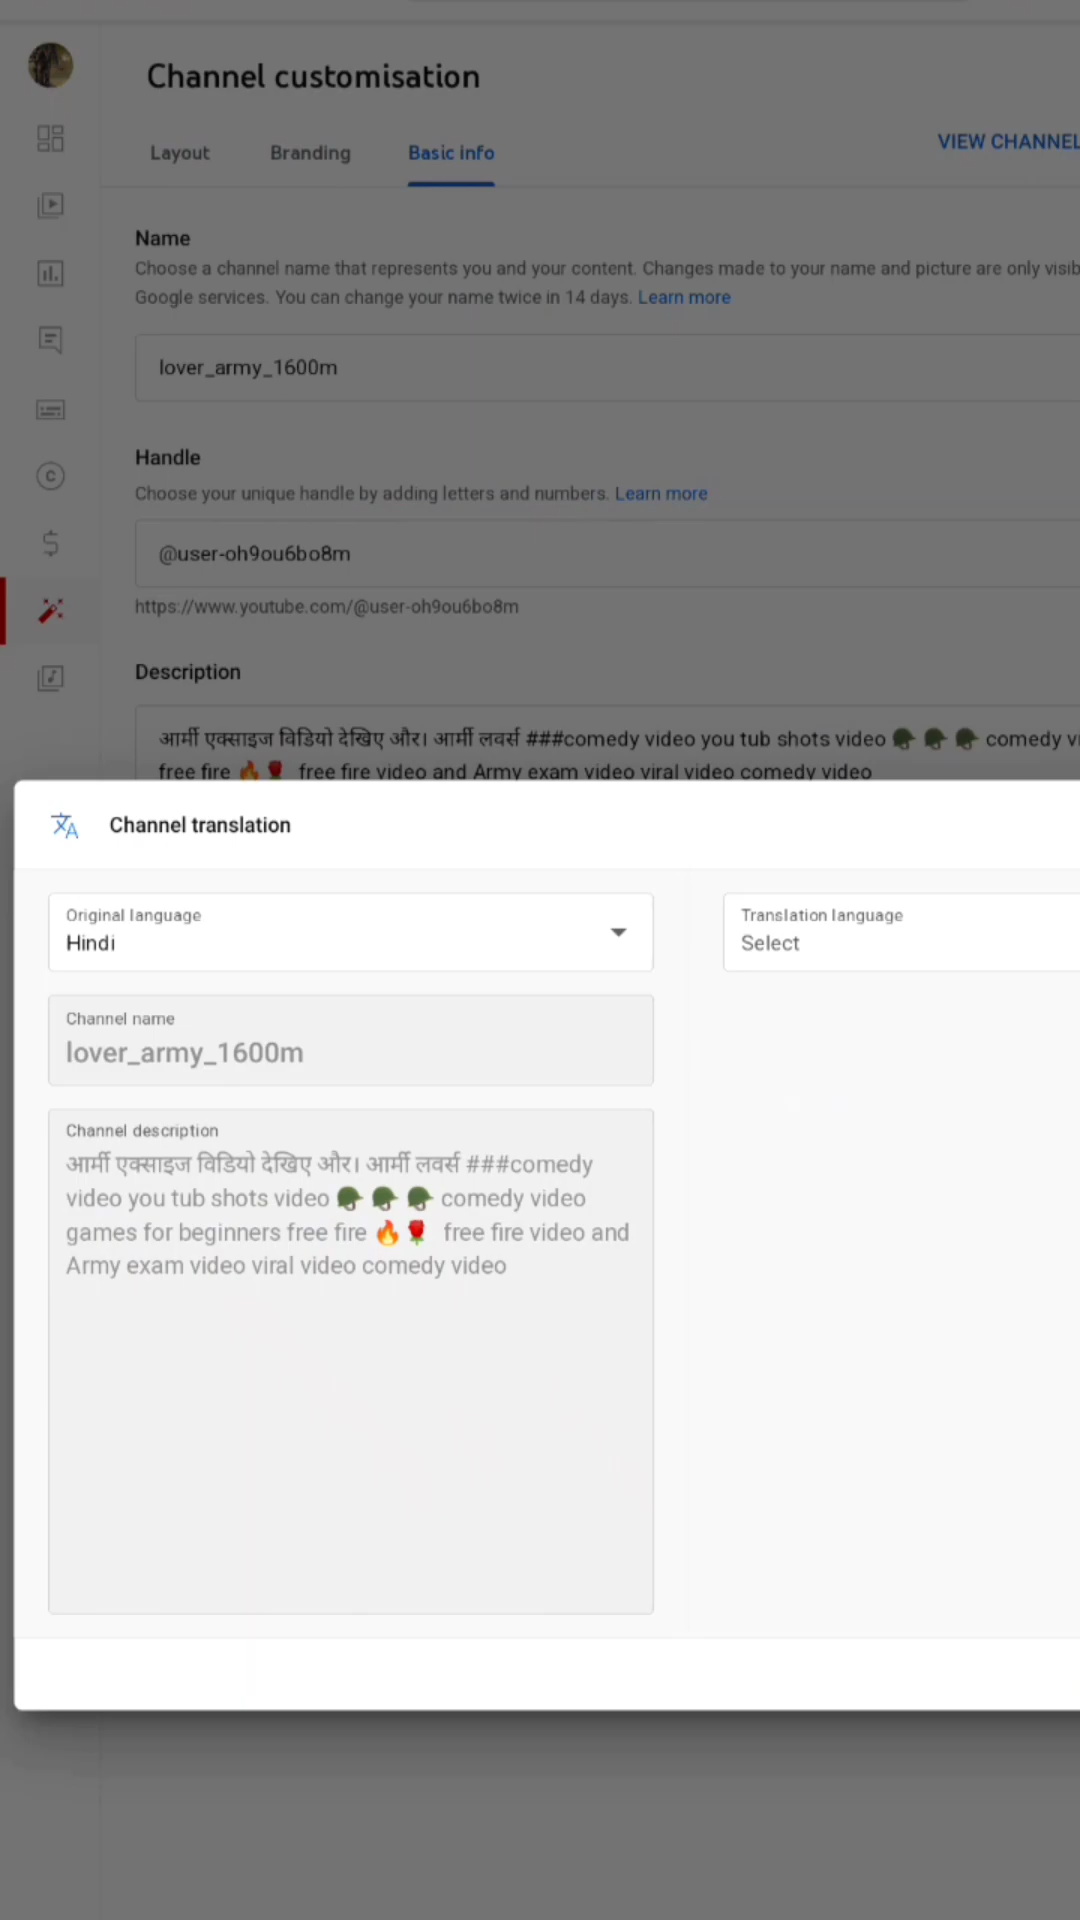 Channel customisation
Layout Branding Basic info VIEW CHANNEL
Name
Choose a channel name that represents you and your content. Changes made to your name and picture are only
Google services. You can change your name twice in 14 days. Learn more
lover_army_1600m
Handle
Choose your unique handle by adding letters and numbers. Learn more
@user-oh9ou6bo8m
https://www.youtube.com/@user-oh9ou6bo8m
Description
आर्मी एक्साइज विडियो देखिए और। आर्मी लवर्स ###comedy video you tub shots video 🪖 🪖 🪖 comedy
free fire 🔥🌹 free fire video and Army exam video viral video comedy video
Channel translation
Original language
Hindi
Translation language
Select
Channel name
lover_army_1600m
Channel description
आर्मी एक्साइज विडियो देखिए और। आर्मी लवर्स ###comedy
video you tub shots video 🪖 🪖 🪖 comedy video
games for beginners free fire 🔥🌹 free fire video and
Army exam video viral video comedy video